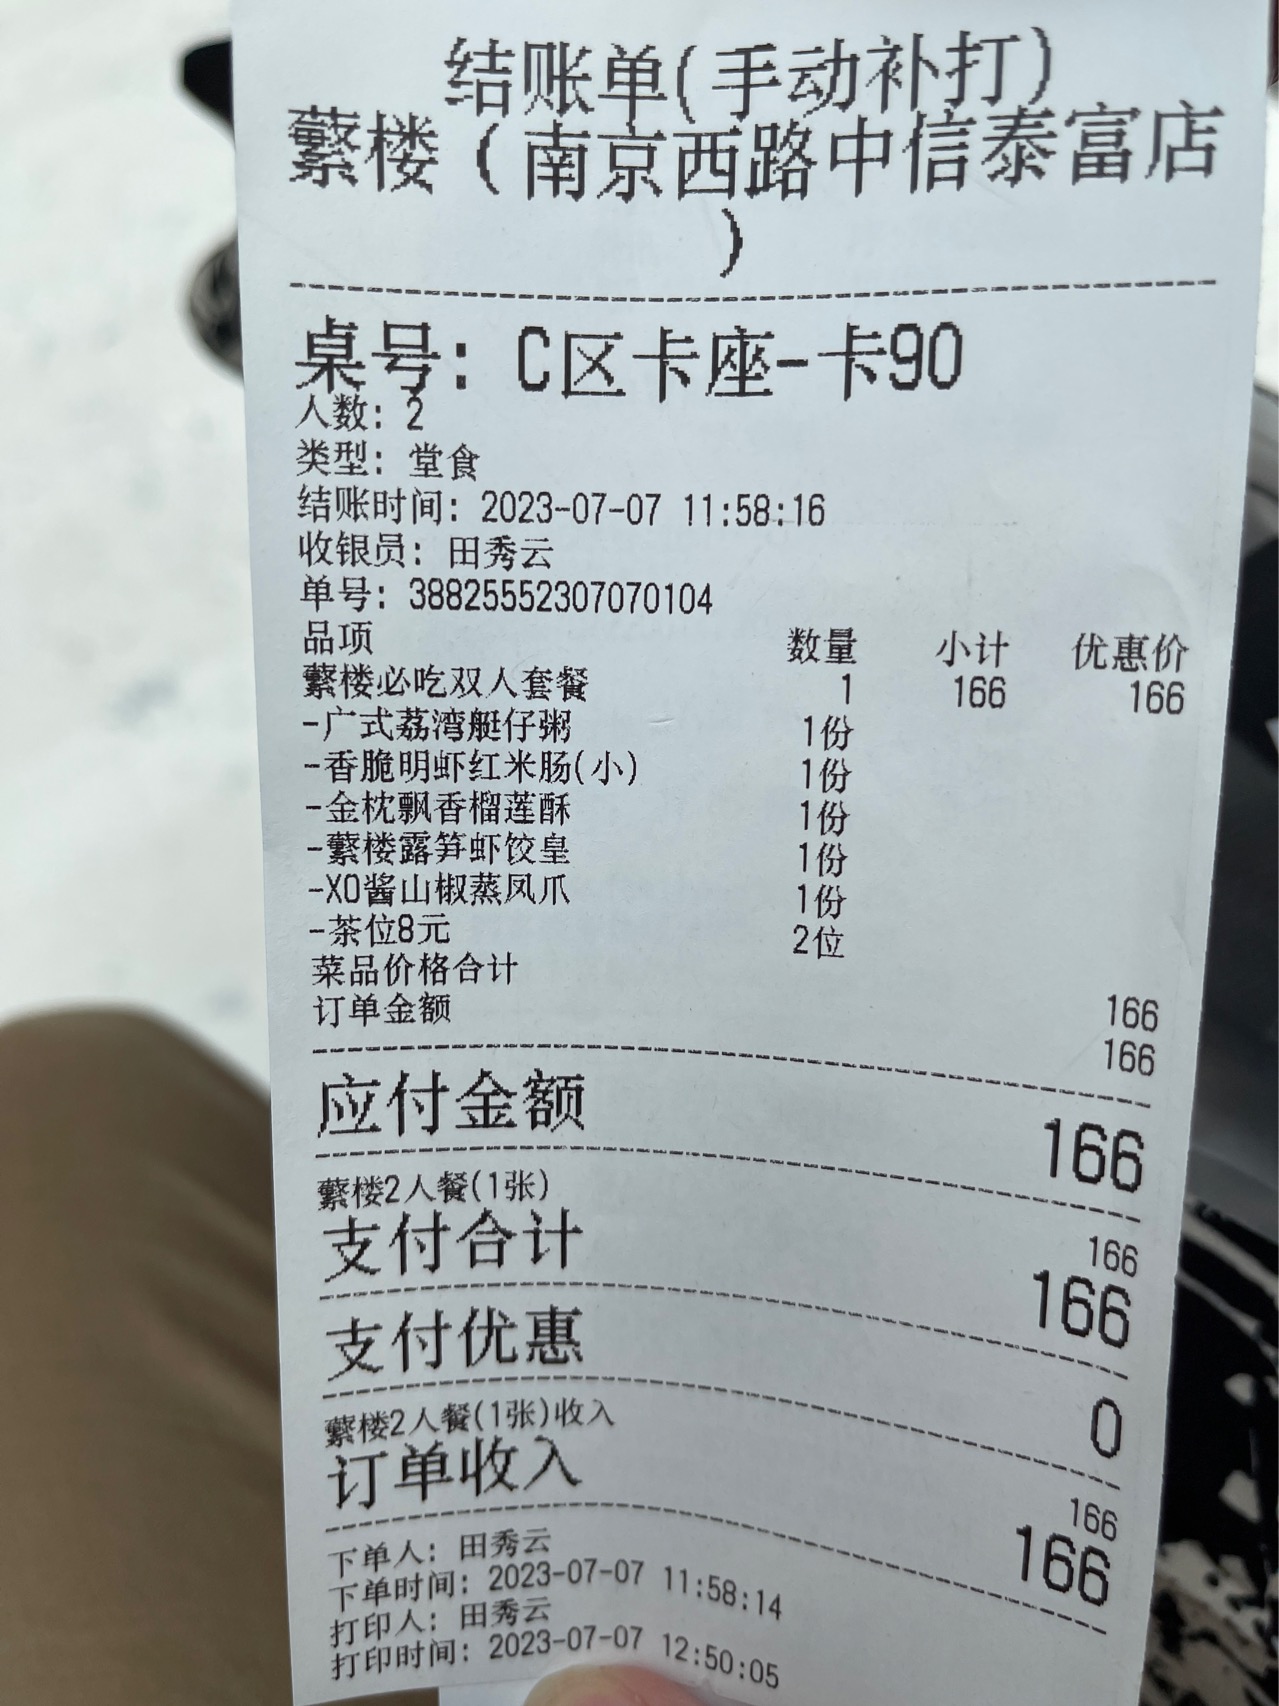 结账单(手动补打)
蘩楼(南京西路中信泰富店
)
桌号: C区卡座-卡90
人数: 2
类型: 堂食
结账时间: 2023-07-07 11:58:16
收银员: 田秀云
单号: 38825552307070104
品项 数量 小计 优惠价
蘩楼必吃双人套餐 1 166 166
-广式荔湾艇仔粥 1份
-香脆明虾红米肠(小) 1份
-金枕飘香榴莲酥 1份
-蘩楼露笋虾饺皇 1份
-XO酱山椒蒸凤爪 1份
-茶位8元 2位
菜品价格合计 166
订单金额 166
应付金额 166
蘩楼2人餐(1张) 166
支付合计 166
支付优惠 0
蘩楼2人餐(1张)收入 166
订单收入 166
下单人: 田秀云
下单时间: 2023-07-07 11:58:14
打印人: 田秀云
打印时间: 2023-07-07 12:50:05